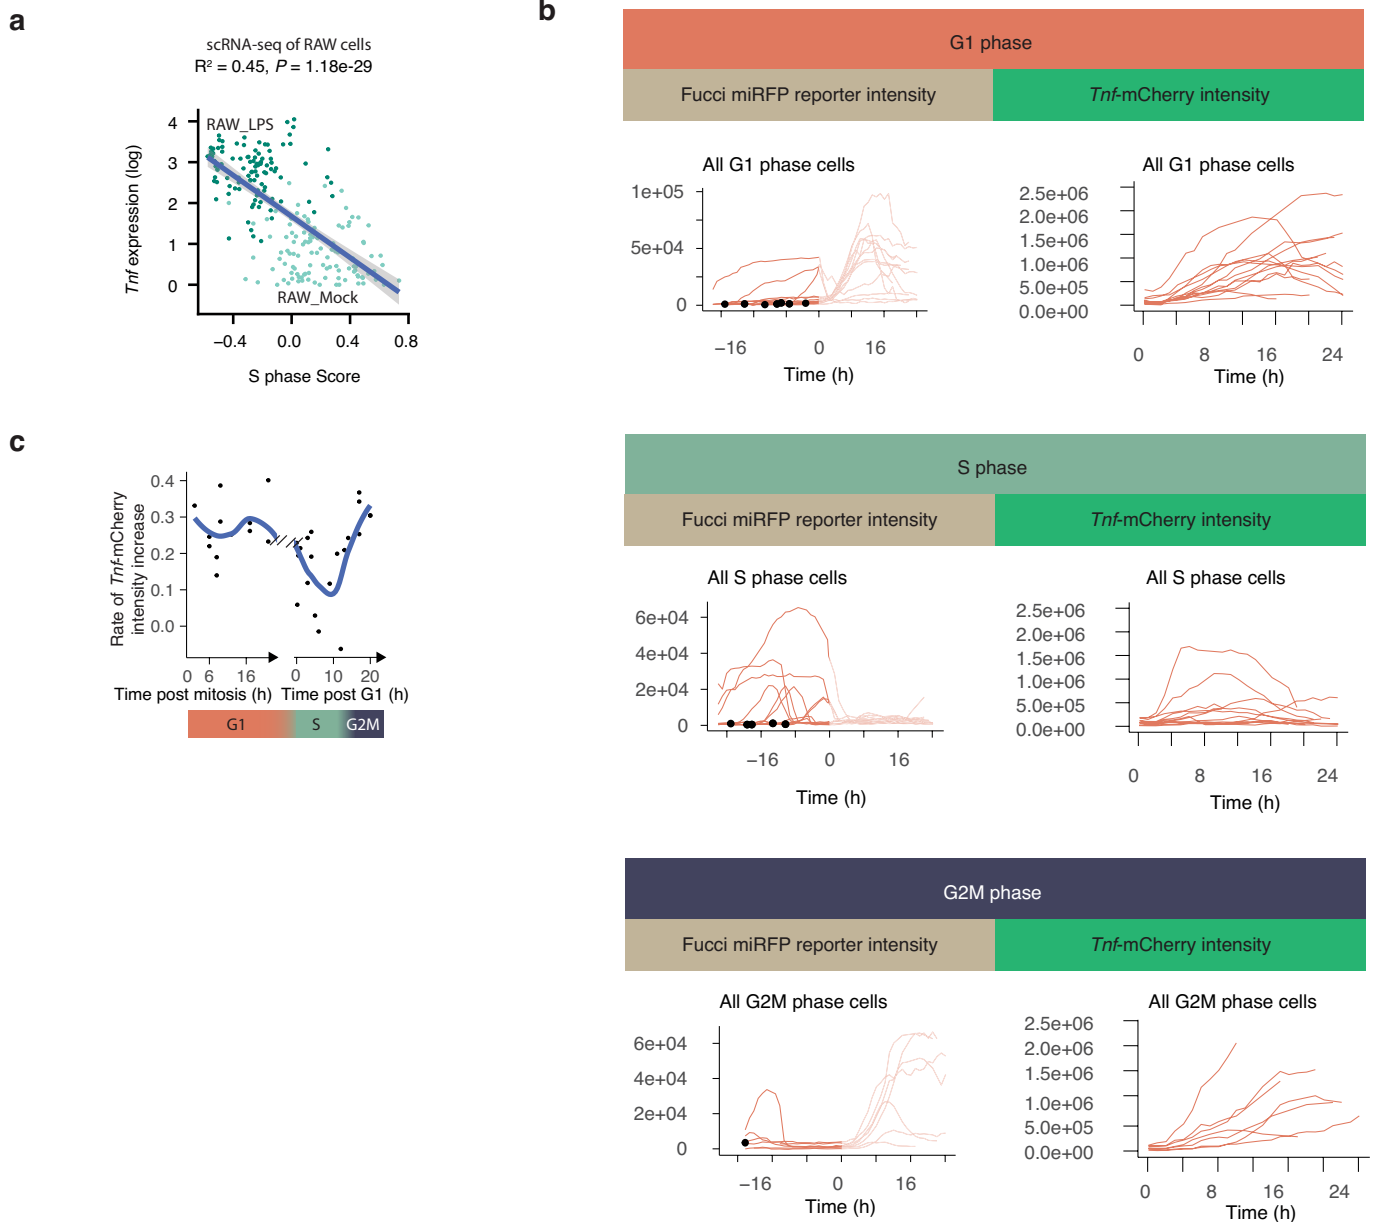 a
scRNA-seq of RAW cells
R² = 0.45, P = 1.18e-29
Tnf expression (log)
4
3
2
1
0
RAW_LPS
RAW_Mock
−0.4
0.0
0.4
0.8
S phase Score
b
G1 phase
Fucci miRFP reporter intensity
Tnf-mCherry intensity
All G1 phase cells
1e+05
5e+04
0
−16
0
16
Time (h)
All G1 phase cells
2.5e+06
2.0e+06
1.5e+06
1.0e+06
5.0e+05
0.0e+00
0
8
16
24
Time (h)
c
Rate of Tnf-mCherry
intensity increase
0.4
0.3
0.2
0.1
0.0
0
6
16
0
10
20
Time post mitosis (h)
Time post G1 (h)
G1
S
G2M
S phase
Fucci miRFP reporter intensity
Tnf-mCherry intensity
All S phase cells
6e+04
4e+04
2e+04
0
−16
0
16
Time (h)
All S phase cells
2.5e+06
2.0e+06
1.5e+06
1.0e+06
5.0e+05
0.0e+00
0
8
16
24
Time (h)
G2M phase
Fucci miRFP reporter intensity
Tnf-mCherry intensity
All G2M phase cells
6e+04
4e+04
2e+04
0
−16
0
16
Time (h)
All G2M phase cells
2.5e+06
2.0e+06
1.5e+06
1.0e+06
5.0e+05
0.0e+00
0
8
16
24
Time (h)